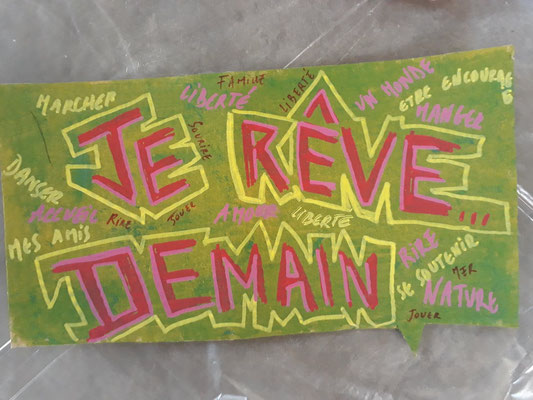 FAMILLE
LIBERTÉ
LIBERTÉ
UN MONDE
ETRE ENCOURAGÉ
MANGER
MARCHER
SOURIRE
JE RÊVE...
DANSER
ACCUEIL
RIRE
JOUER
AMOUR
LIBERTÉ
MES AMIS
DEMAIN
RIRE
SE SOUTENIR
MER
NATURE
JOUER